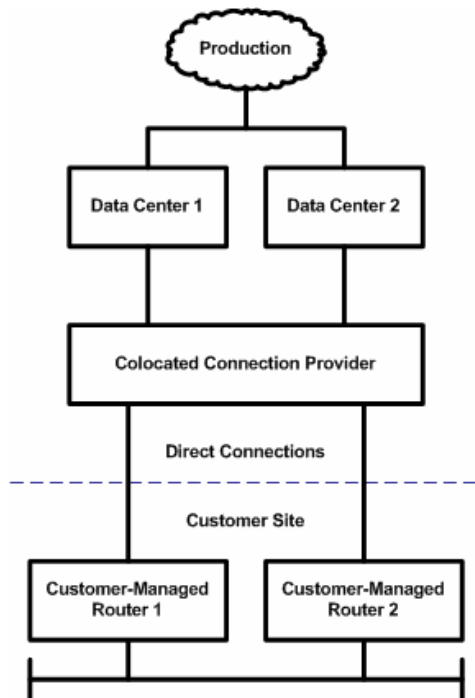 Production
Data Center 1
Data Center 2
Colocated Connection Provider
Direct Connections
Customer Site
Customer-Managed
Router 1
Customer-Managed
Router 2